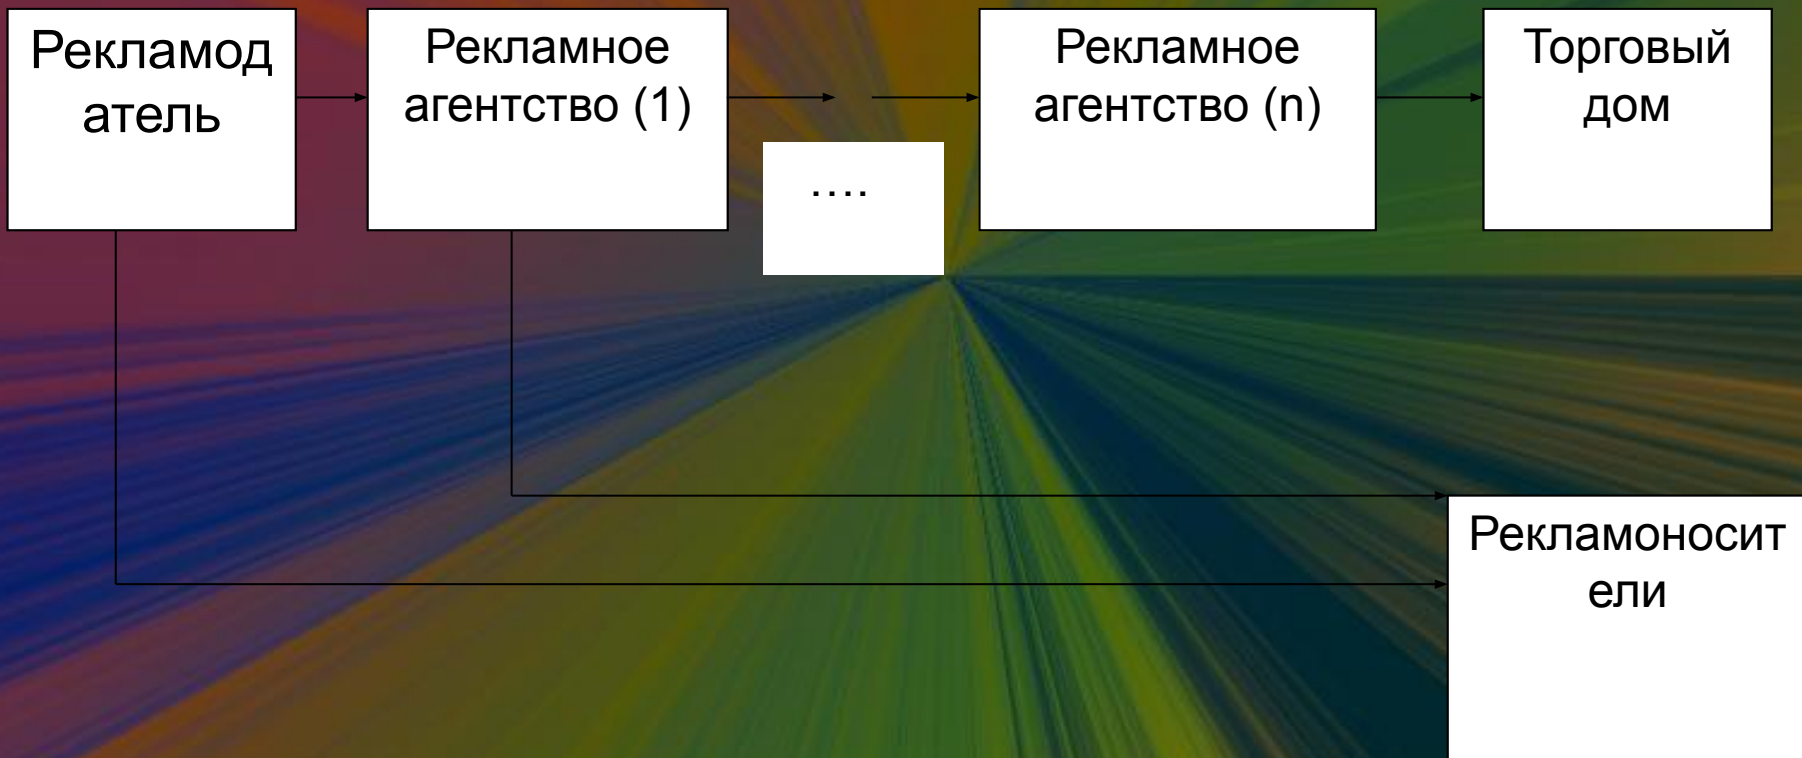 Рекламод
атель
Рекламное
агентство (1)
....
Рекламное
агентство (n)
Торговый
дом
Рекламоносит
ели